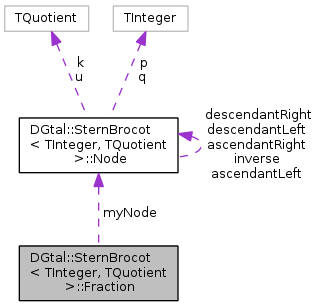 TQuotient
TInteger
k
u
p
q
DGtal::SternBrocot
< TInteger, TQuotient
>::Node
descendantRight
descendantLeft
ascendantRight
inverse
ascendantLeft
myNode
DGtal::SternBrocot
< TInteger, TQuotient
>::Fraction